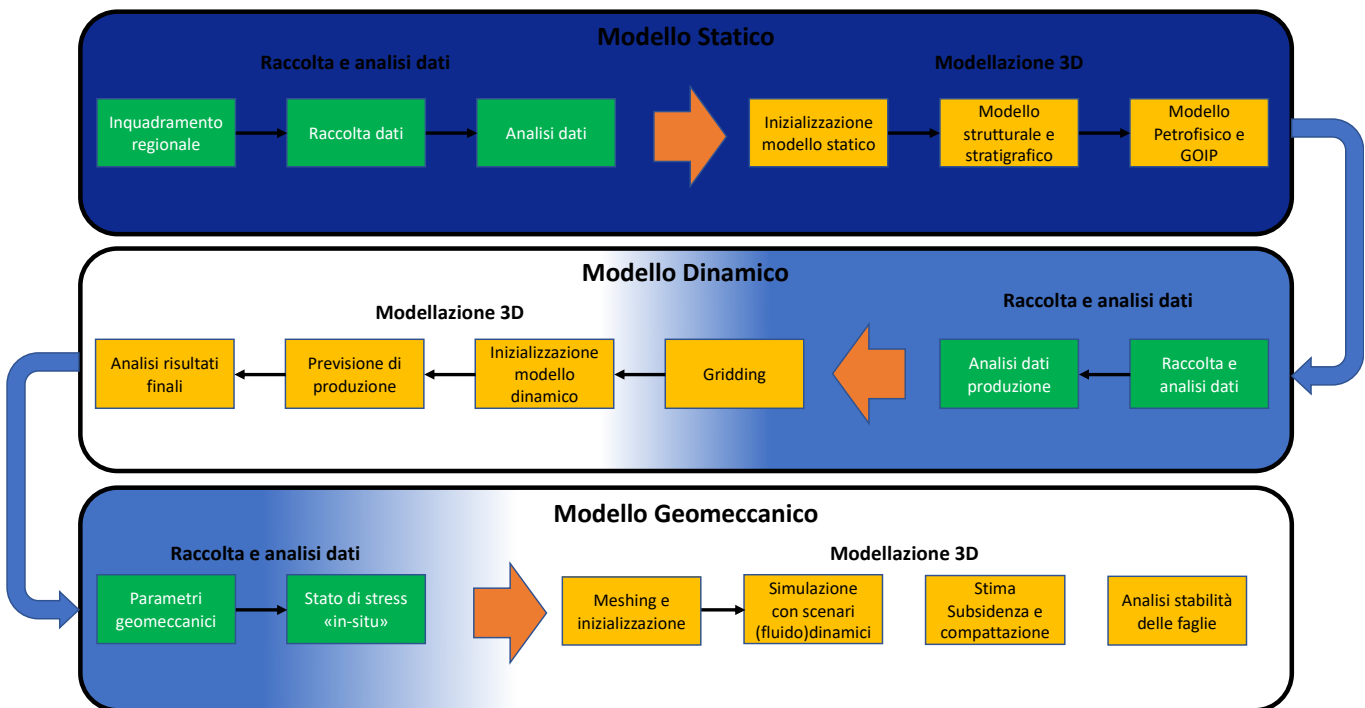 Modello Statico
Raccolta e analisi dati
Modellazione 3D
Inquadramento
regionale
Raccolta dati
Analisi dati
Inizializzazione
modello statico
Modello
strutturale e
stratigrafico
Modello
Petrofisico e
GOIP
Modello Dinamico
Modellazione 3D
Raccolta e analisi dati
Analisi risultati
finali
Previsione di
produzione
Inizializzazione
modello
dinamico
Gridding
Analisi dati
produzione
Raccolta e
analisi dati
Modello Geomeccanico
Raccolta e analisi dati
Modellazione 3D
Parametri
geomeccanici
Stato di stress
«in-situ»
Meshing e
inizializzazione
Simulazione
con scenari
(fluido)dinamici
Stima
Subsidenza e
compattazione
Analisi stabilità
delle faglie